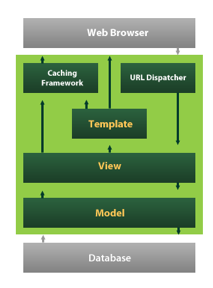 Web Browser
Caching
Framework
URL Dispatcher
Template
View
Model
Database